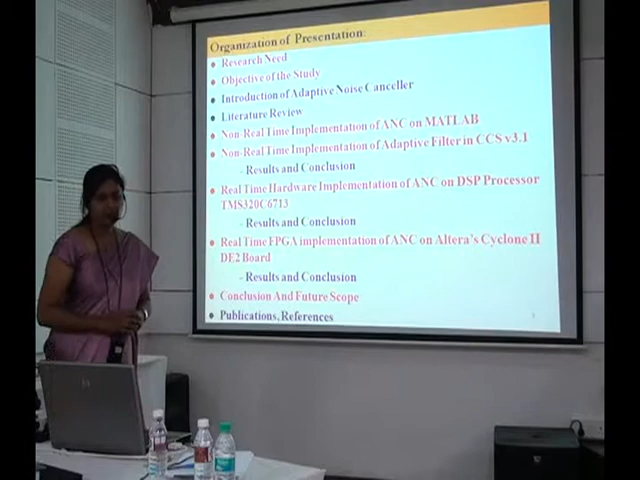 Organization of Presentation:
• Research Need
• Objective of the Study
• Introduction of Adaptive Noise Canceller
• Literature Review
• Non-Real Time Implementation of ANC on MATLAB
• Non-Real Time Implementation of Adaptive Filter in CCS v3.1
- Results and Conclusion
• Real Time Hardware Implementation of ANC on DSP Processor
TMS320C6713
- Results and Conclusion
• Real Time FPGA implementation of ANC on Altera's Cyclone II
DE2 Board
- Results and Conclusion
• Conclusion And Future Scope
• Publications, References